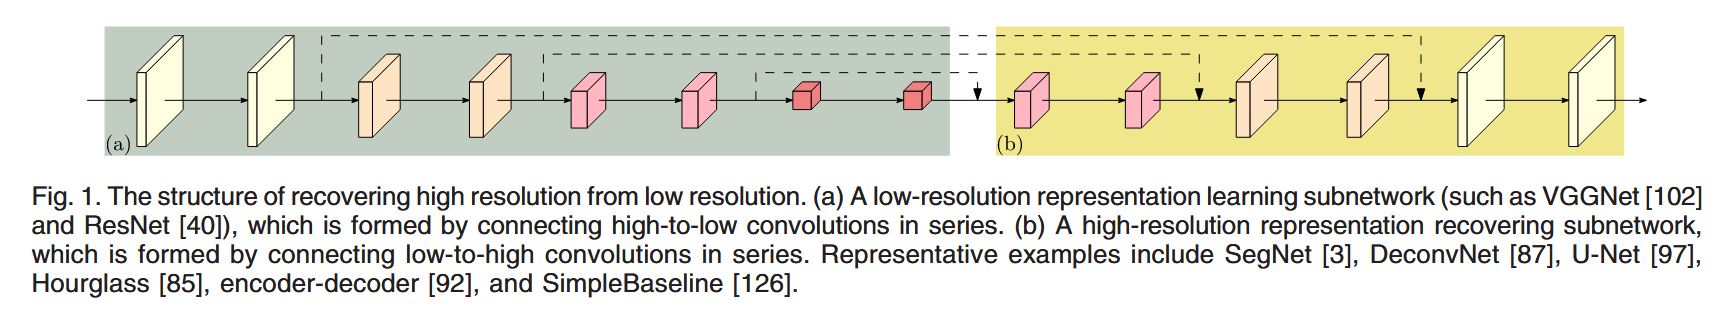 (a)
(b)
Fig. 1. The structure of recovering high resolution from low resolution. (a) A low-resolution representation learning subnetwork (such as VGGNet [102]
and ResNet [40]), which is formed by connecting high-to-low convolutions in series. (b) A high-resolution representation recovering subnetwork,
which is formed by connecting low-to-high convolutions in series. Representative examples include SegNet [3], DeconvNet [87], U-Net [97],
Hourglass [85], encoder-decoder [92], and SimpleBaseline [126].